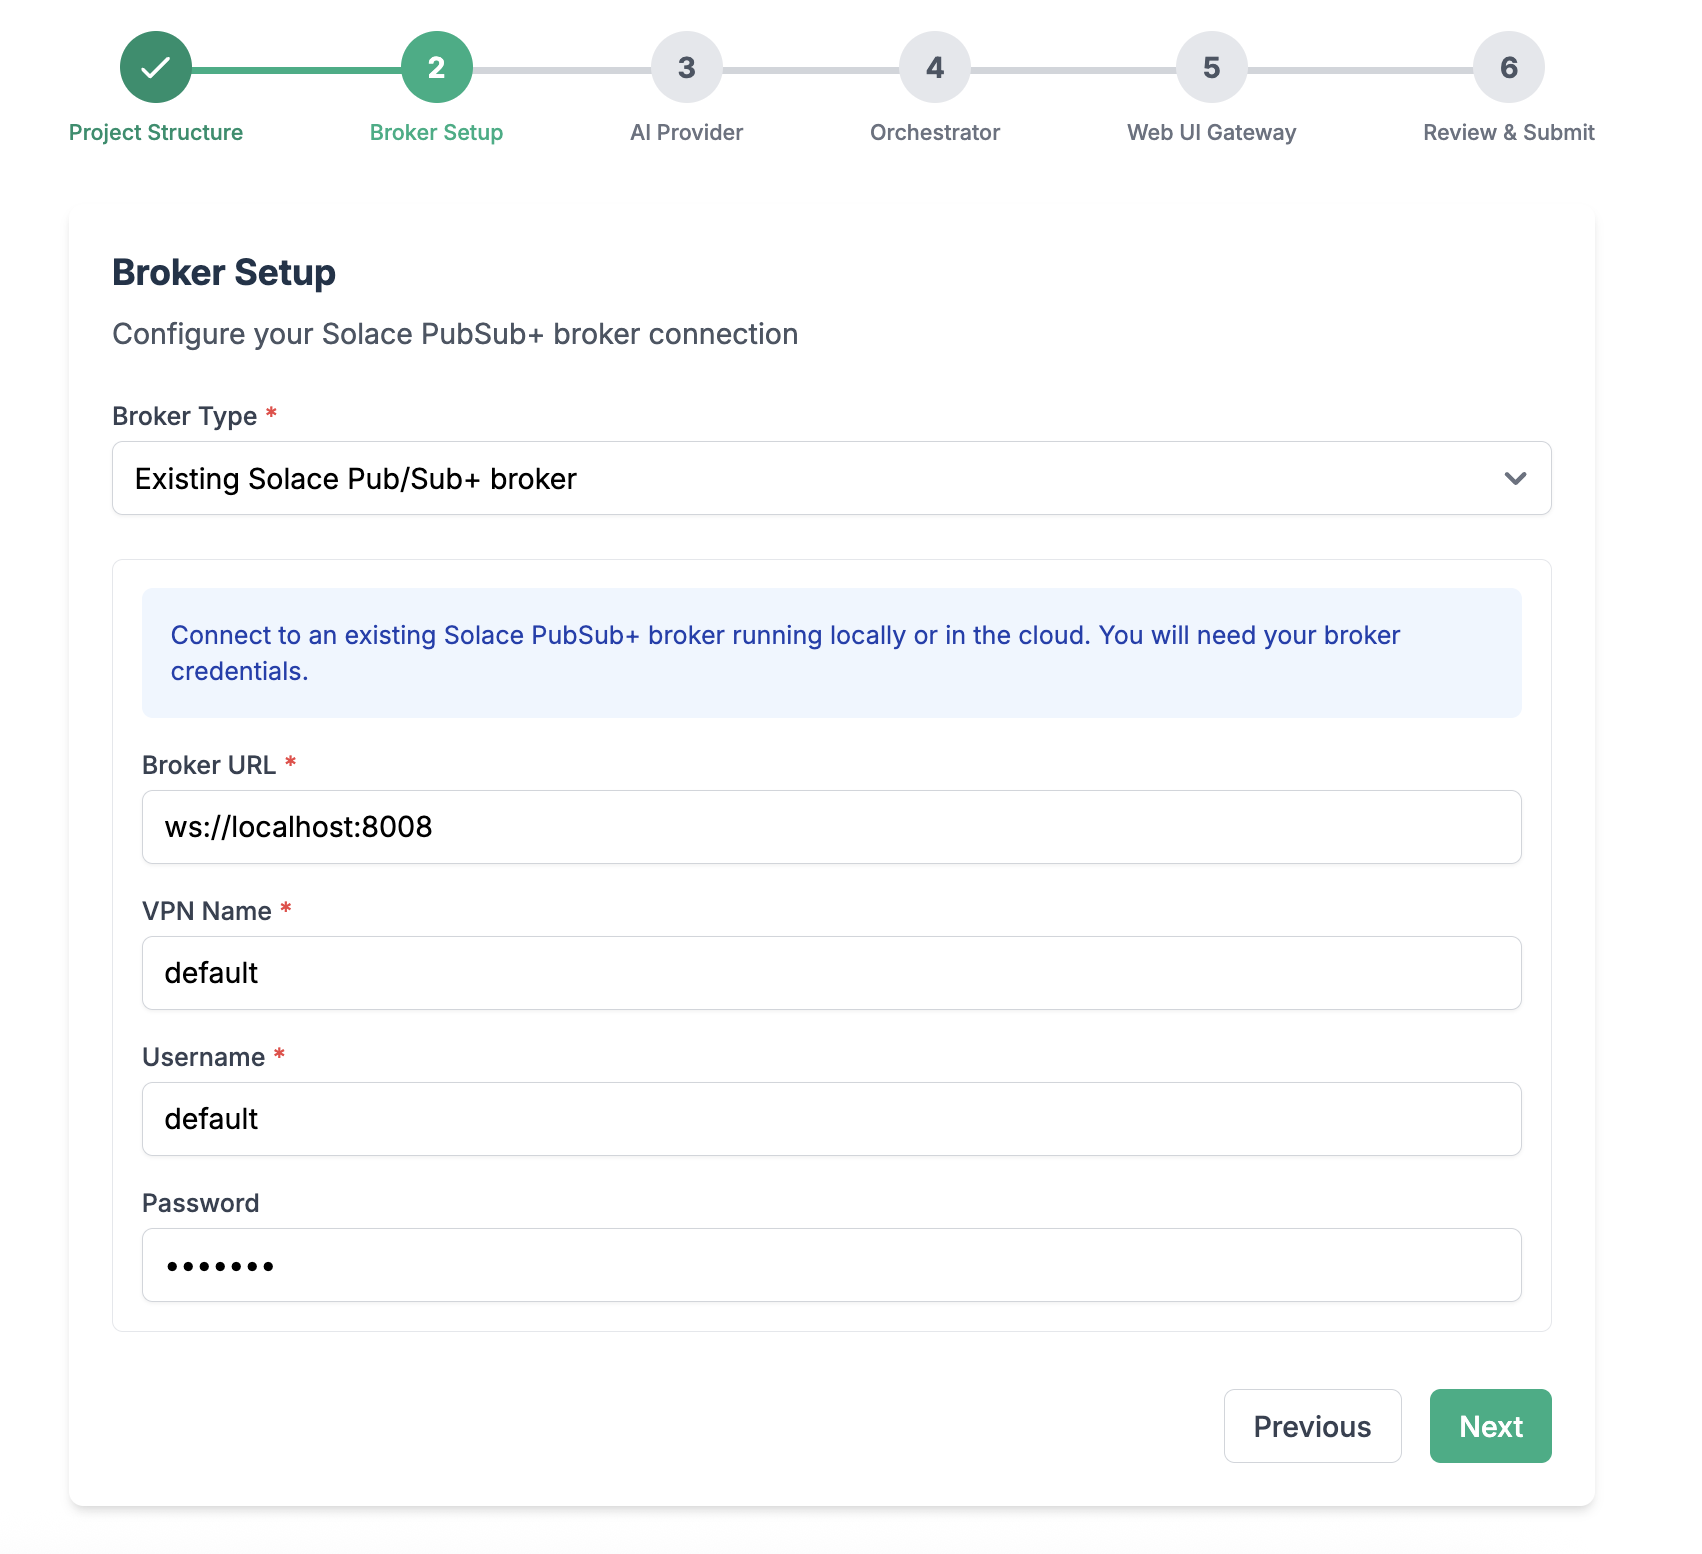 2
3
4
5
6
Project Structure
Broker Setup
AI Provider
Orchestrator
Web UI Gateway
Review & Submit
Broker Setup
Configure your Solace PubSub+ broker connection
Broker Type *
Existing Solace Pub/Sub+ broker
Connect to an existing Solace PubSub+ broker running locally or in the cloud. You will need your broker
credentials.
Broker URL *
ws://localhost:8008
VPN Name *
default
Username *
default
Password
•••••••
Previous
Next